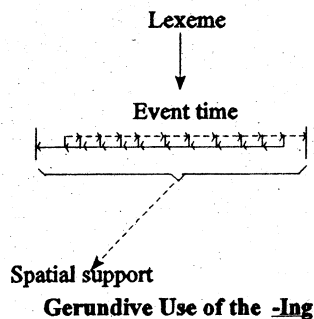 Lexeme
Event time
Spatial support
Gerundive Use of the -Ing